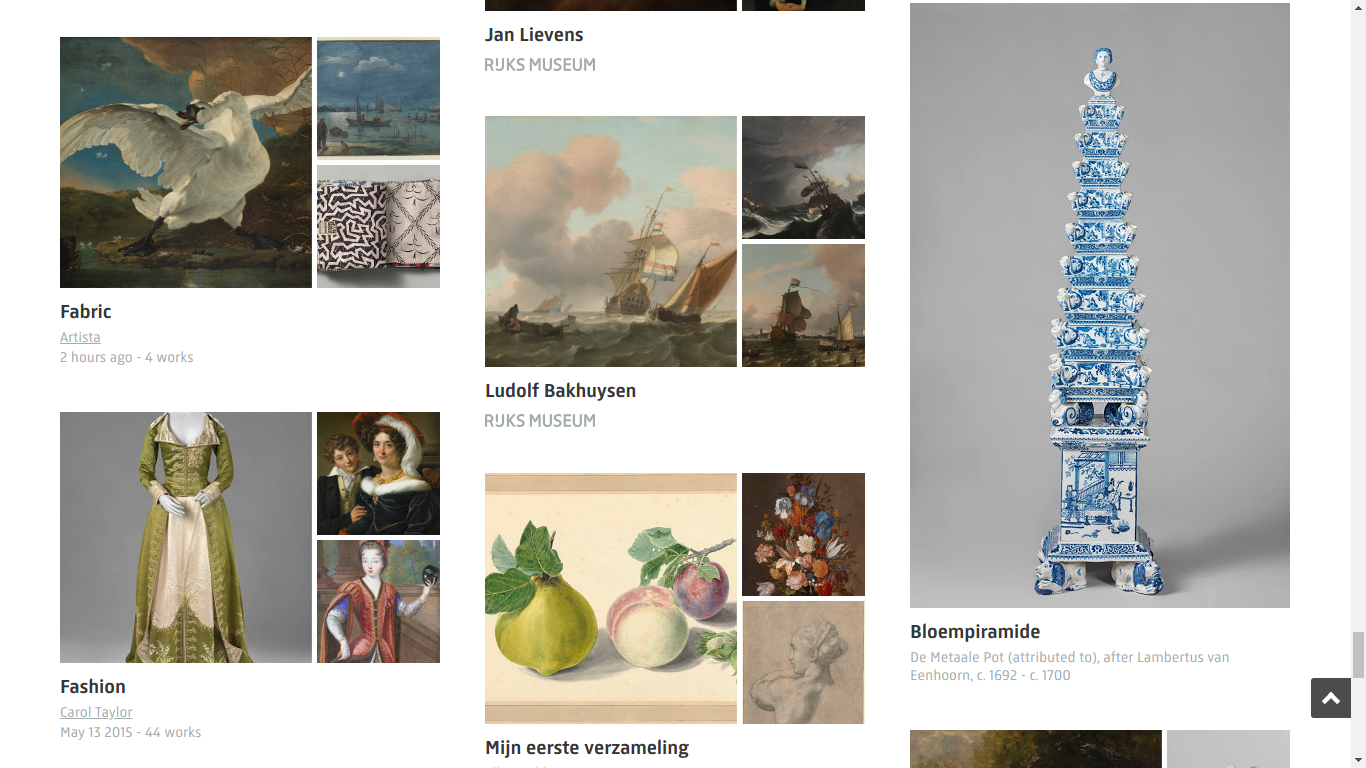 Fabric
Artista
2 hours ago - 4 works
Fashion
Carol Taylor
May 13 2015 - 44 works
Jan Lievens
RIJKS MUSEUM
Ludolf Bakhuysen
RIJKS MUSEUM
Mijn eerste verzameling
Bloempiramide
De Metaale Pot (attributed to), after Lambertus van
Eenhoorn, c. 1692 - c. 1700